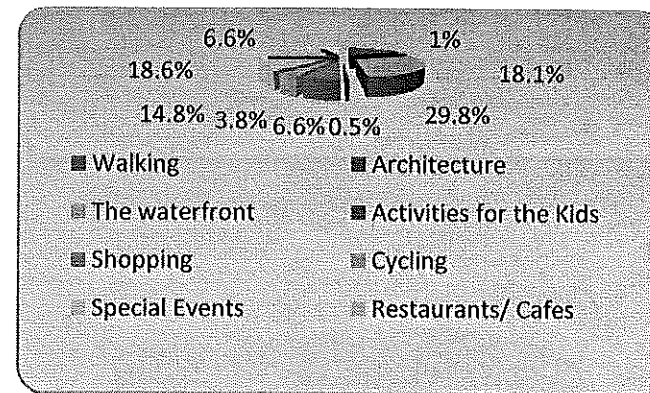 6.6% 1%
18.6% 18.1%
14.8% 3.8% 6.6% 0.5% 29.8%
Walking Architecture
The waterfront Activities for the Kids
Shopping Cycling
Special Events Restaurants/ Cafes